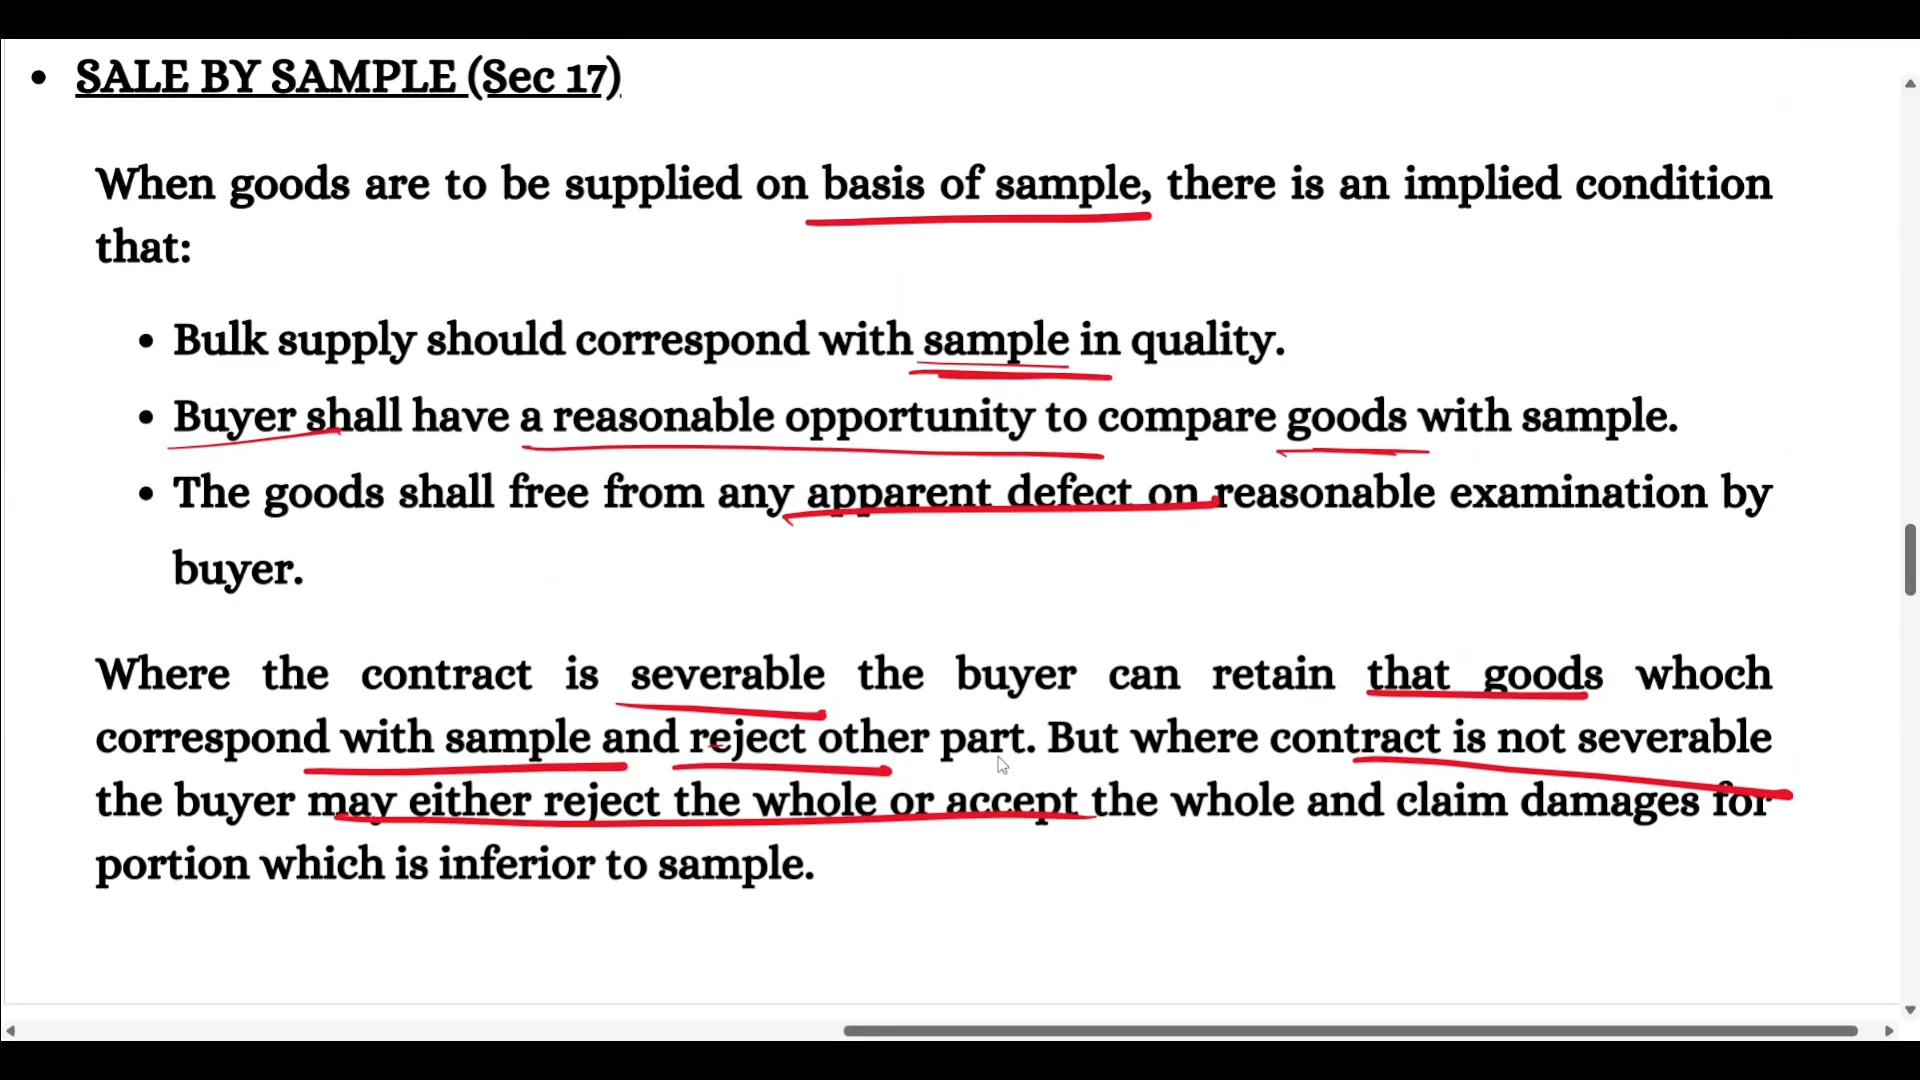 • SALE BY SAMPLE (Sec 17)
When goods are to be supplied on basis of sample, there is an implied condition
that:
• Bulk supply should correspond with sample in quality.
• Buyer shall have a reasonable opportunity to compare goods with sample.
• The goods shall free from any apparent defect on reasonable examination by
buyer.
Where the contract is severable the buyer can retain that goods whoch
correspond with sample and reject other part. But where contract is not severable
the buyer may either reject the whole or accept the whole and claim damages for
portion which is inferior to sample.